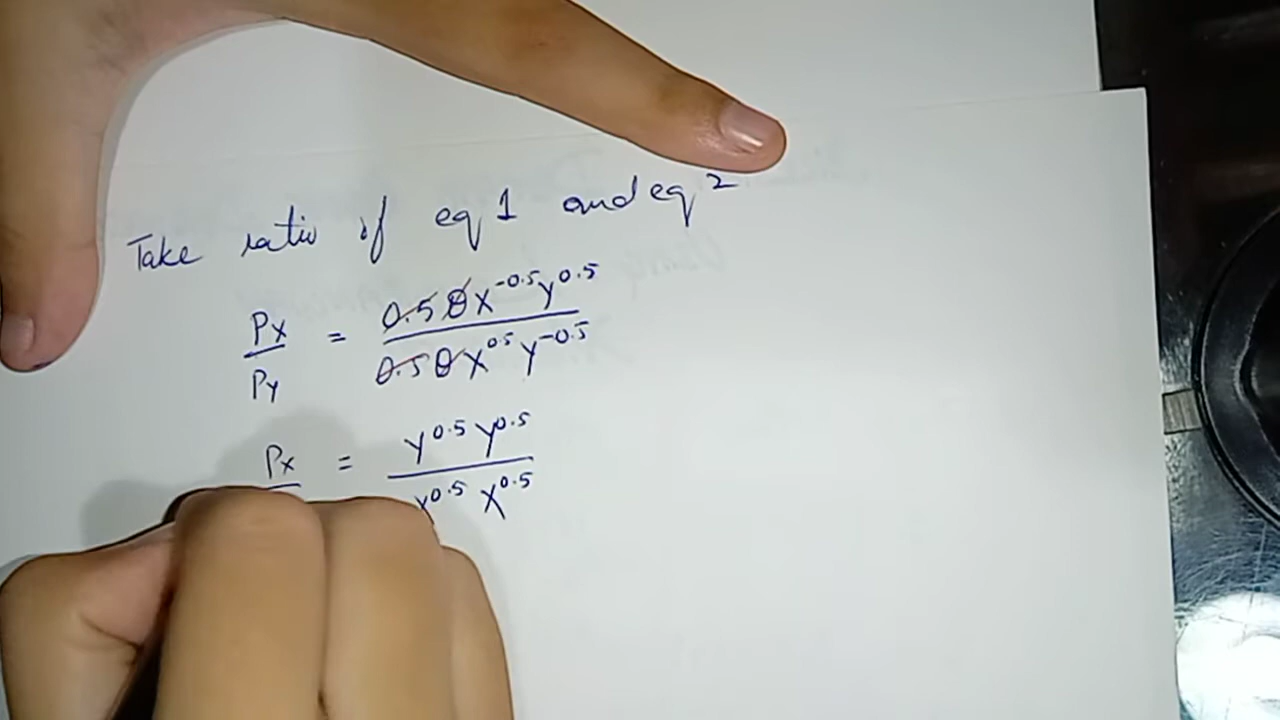 Take ratio of eq 1 and eq 2
Px / Py = 0.5 θ x^-0.5 y^0.5 / 0.5 θ x^0.5 y^-0.5
Px = y^0.5 y^0.5 / x^0.5 x^0.5